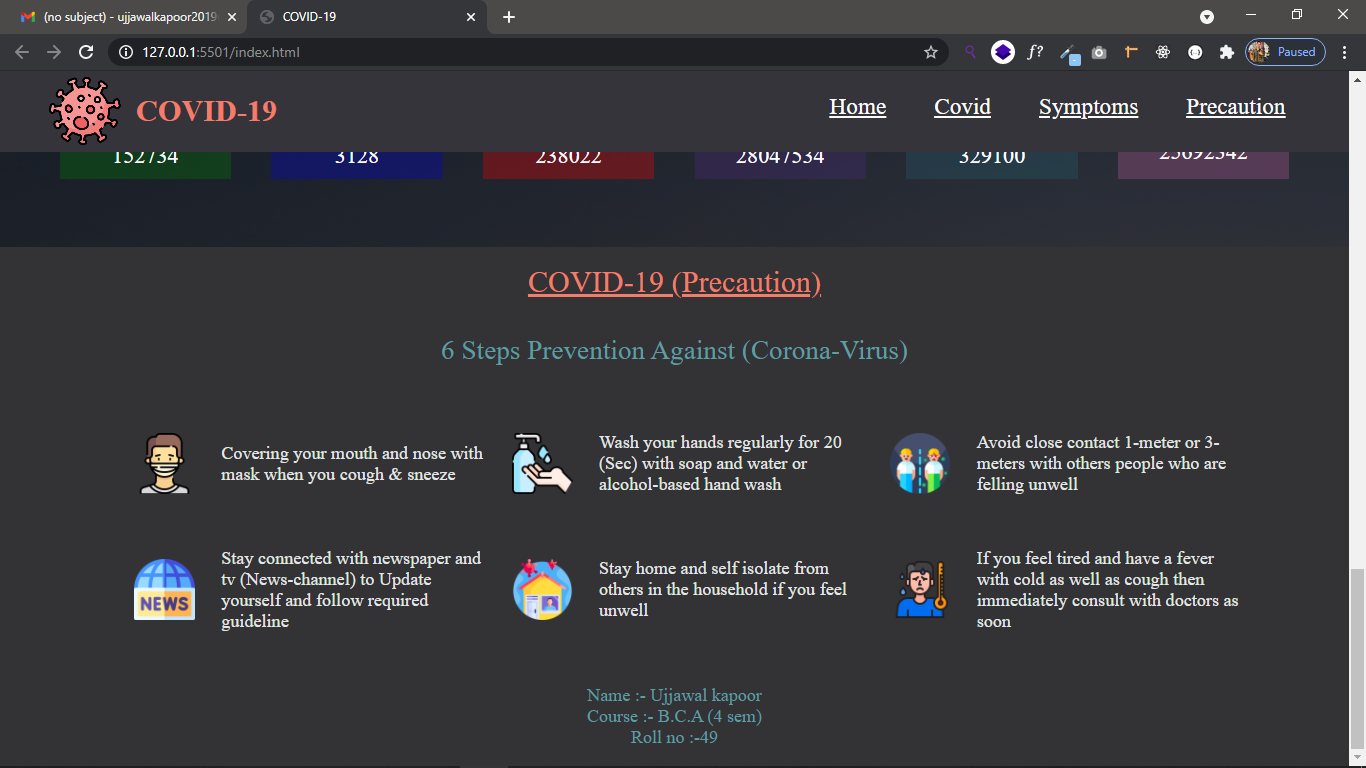 (no subject) - ujjawalkapoor2019
COVID-19
127.0.0.1:5501/index.html
f?
Paused
COVID-19
Home Covid Symptoms Precaution
152734 3128 238022 28047534 329100 25692342
COVID-19 (Precaution)
6 Steps Prevention Against (Corona-Virus)
Covering your mouth and nose with
mask when you cough & sneeze
Wash your hands regularly for 20
(Sec) with soap and water or
alcohol-based hand wash
Avoid close contact 1-meter or 3-
meters with others people who are
felling unwell
NEWS
Stay connected with newspaper and
tv (News-channel) to Update
yourself and follow required
guideline
Stay home and self isolate from
others in the household if you feel
unwell
If you feel tired and have a fever
with cold as well as cough then
immediately consult with doctors as
soon
Name :- Ujjawal kapoor
Course :- B.C.A (4 sem)
Roll no :-49